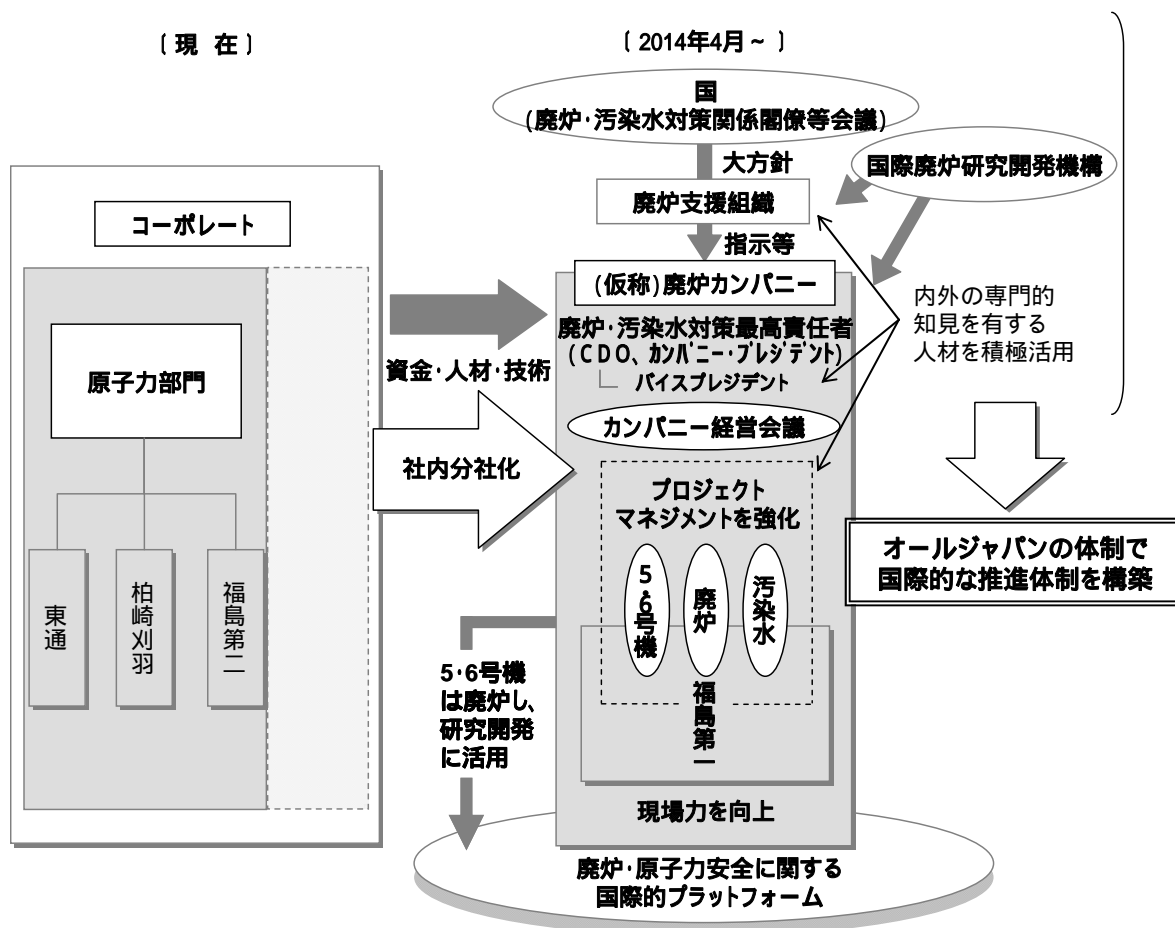 〔 現 在 〕
〔 2014年4月～ 〕
国
(廃炉・汚染水対策関係閣僚等会議)
大方針
国際廃炉研究開発機構
廃炉支援組織
指示等
コーポレート
(仮称)廃炉カンパニー
廃炉・汚染水対策最高責任者
(CDO、カンパニー・プレジデント)
バイスプレジデント
内外の専門的
知見を有する
人材を積極活用
資金・人材・技術
原子力部門
カンパニー経営会議
社内分社化
プロジェクト
マネジメントを強化
オールジャパンの体制で
国際的な推進体制を構築
東通
柏崎刈羽
福島第二
5・6号機
廃炉
汚染水
福島第一
5・6号機
は廃炉し、
研究開発
に活用
現場力を向上
廃炉・原子力安全に関する
国際的プラットフォーム